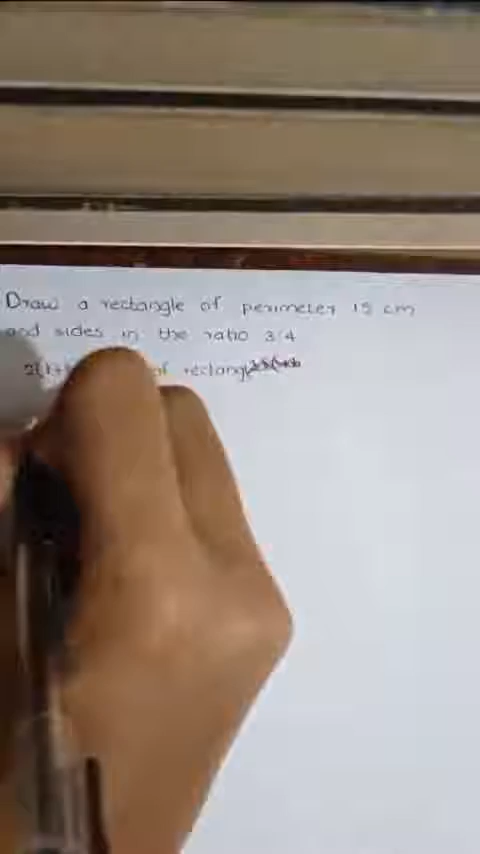 Draw a rectangle of perimeter 15 cm
and sides in the ratio 3:4
of rectangle